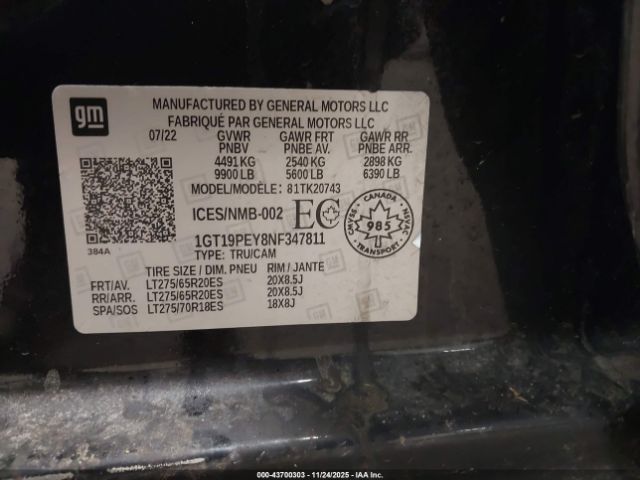 gm
MANUFACTURED BY GENERAL MOTORS LLC
FABRIQUÉ PAR GENERAL MOTORS LLC
07/22 GVWR GAWR FRT GAWR RR
PNBV PNBE AV. PNBE ARR.
4491 KG 2540 KG 2898 KG
9900 LB 5600 LB 6390 LB
MODEL/MODÈLE: 81TK20743
ICES/NMB-002 EC
CANADA
985
NSVAC SVNAC
384A
1GT19PEY8NF347811
TYPE: TRU/CAM
TIRE SIZE / DIM. PNEU RIM / JANTE
FRT/AV. LT275/65R20ES 20X8.5J
RR/ARR. LT275/65R20ES 20X8.5J
SPA/SOS LT275/70R18ES 18X8J
000-43700303 - 11/24/2025 - IAA Inc.